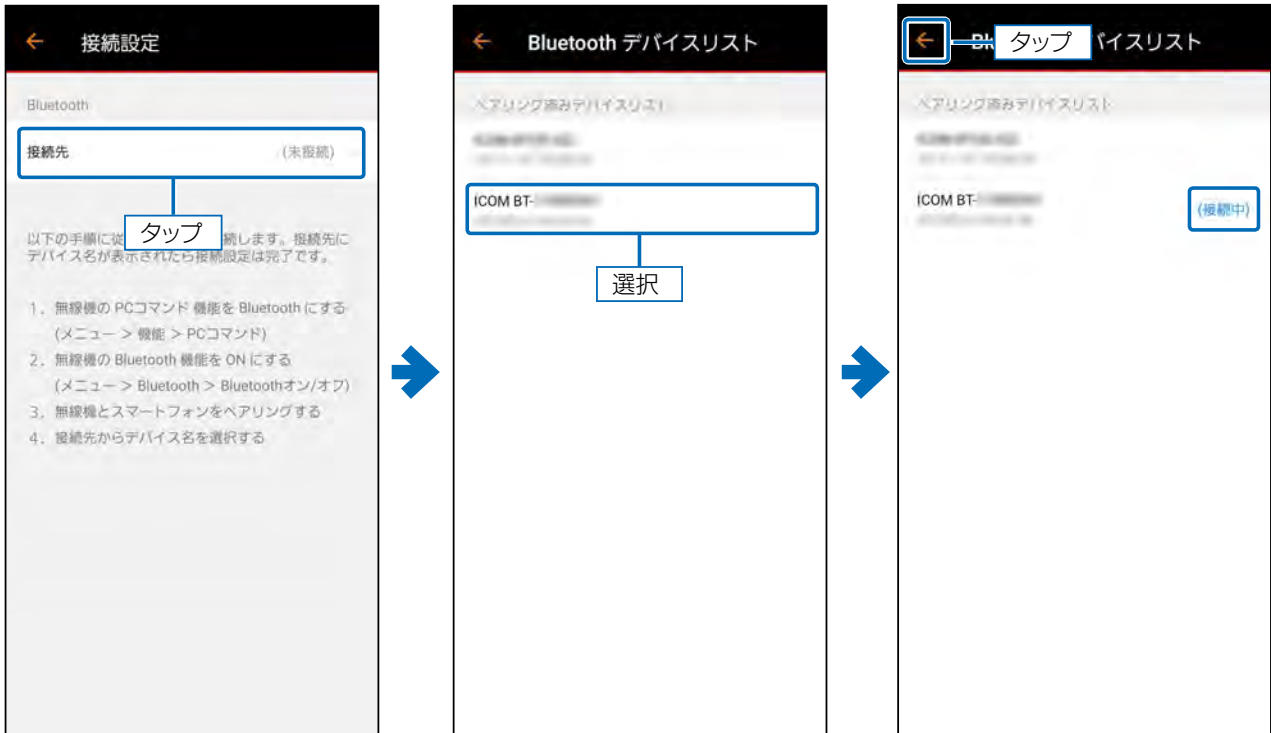 接続設定
Bluetooth
接続先
(未接続)
タップ
以下の手順に従
続します。接続先に
デバイス名が表示されたら接続設定は完了です。
1. 無線機の PCコマンド 機能を Bluetooth にする
(メニュー > 機能 > PCコマンド)
2. 無線機の Bluetooth 機能を ON にする
(メニュー > Bluetooth > Bluetoothオン/オフ)
3. 無線機とスマートフォンをペアリングする
4. 接続先からデバイス名を選択する
Bluetooth デバイスリスト
ペアリング済みデバイスリスト
ICOM BT-
選択
タップ
バイスリスト
ペアリング済みデバイスリスト
ICOM BT-
(接続中)